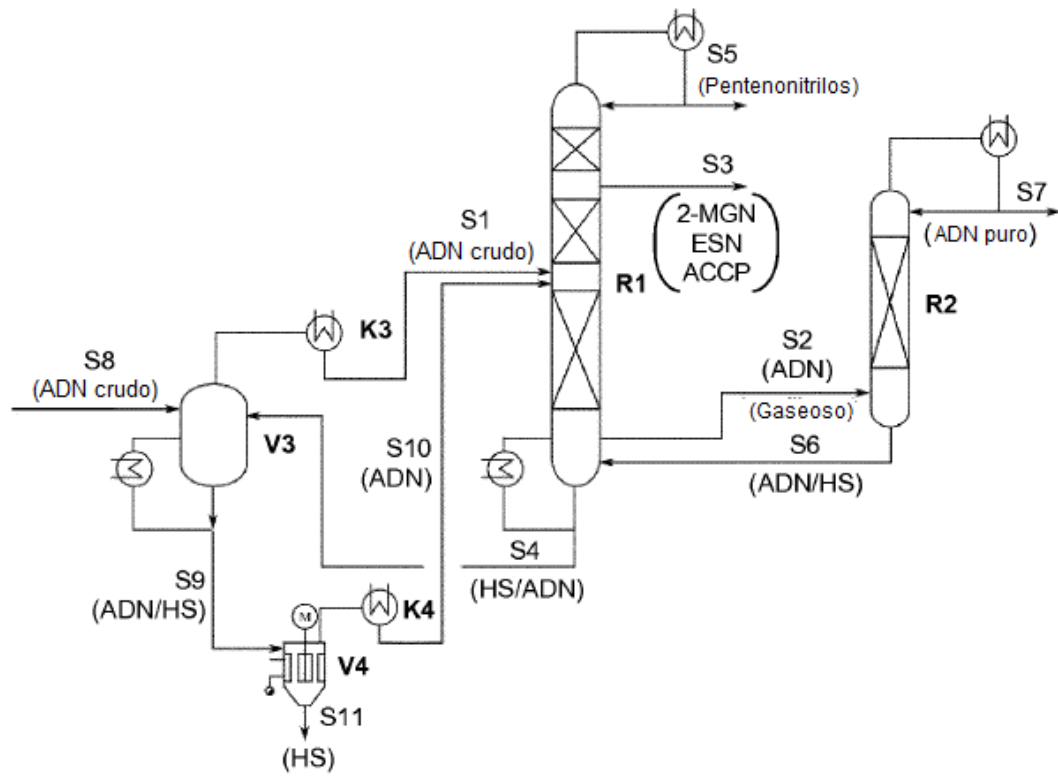 S5
(Pentenonitrilos)
S3
2-MGN
ESN
ACCP
S7
(ADN puro)
S1
(ADN crudo)
R1
R2
K3
S8
(ADN crudo)
S2
(ADN)
(Gaseoso)
V3
S10
(ADN)
S6
(ADN/HS)
S4
(HS/ADN)
S9
(ADN/HS)
K4
M
V4
S11
(HS)